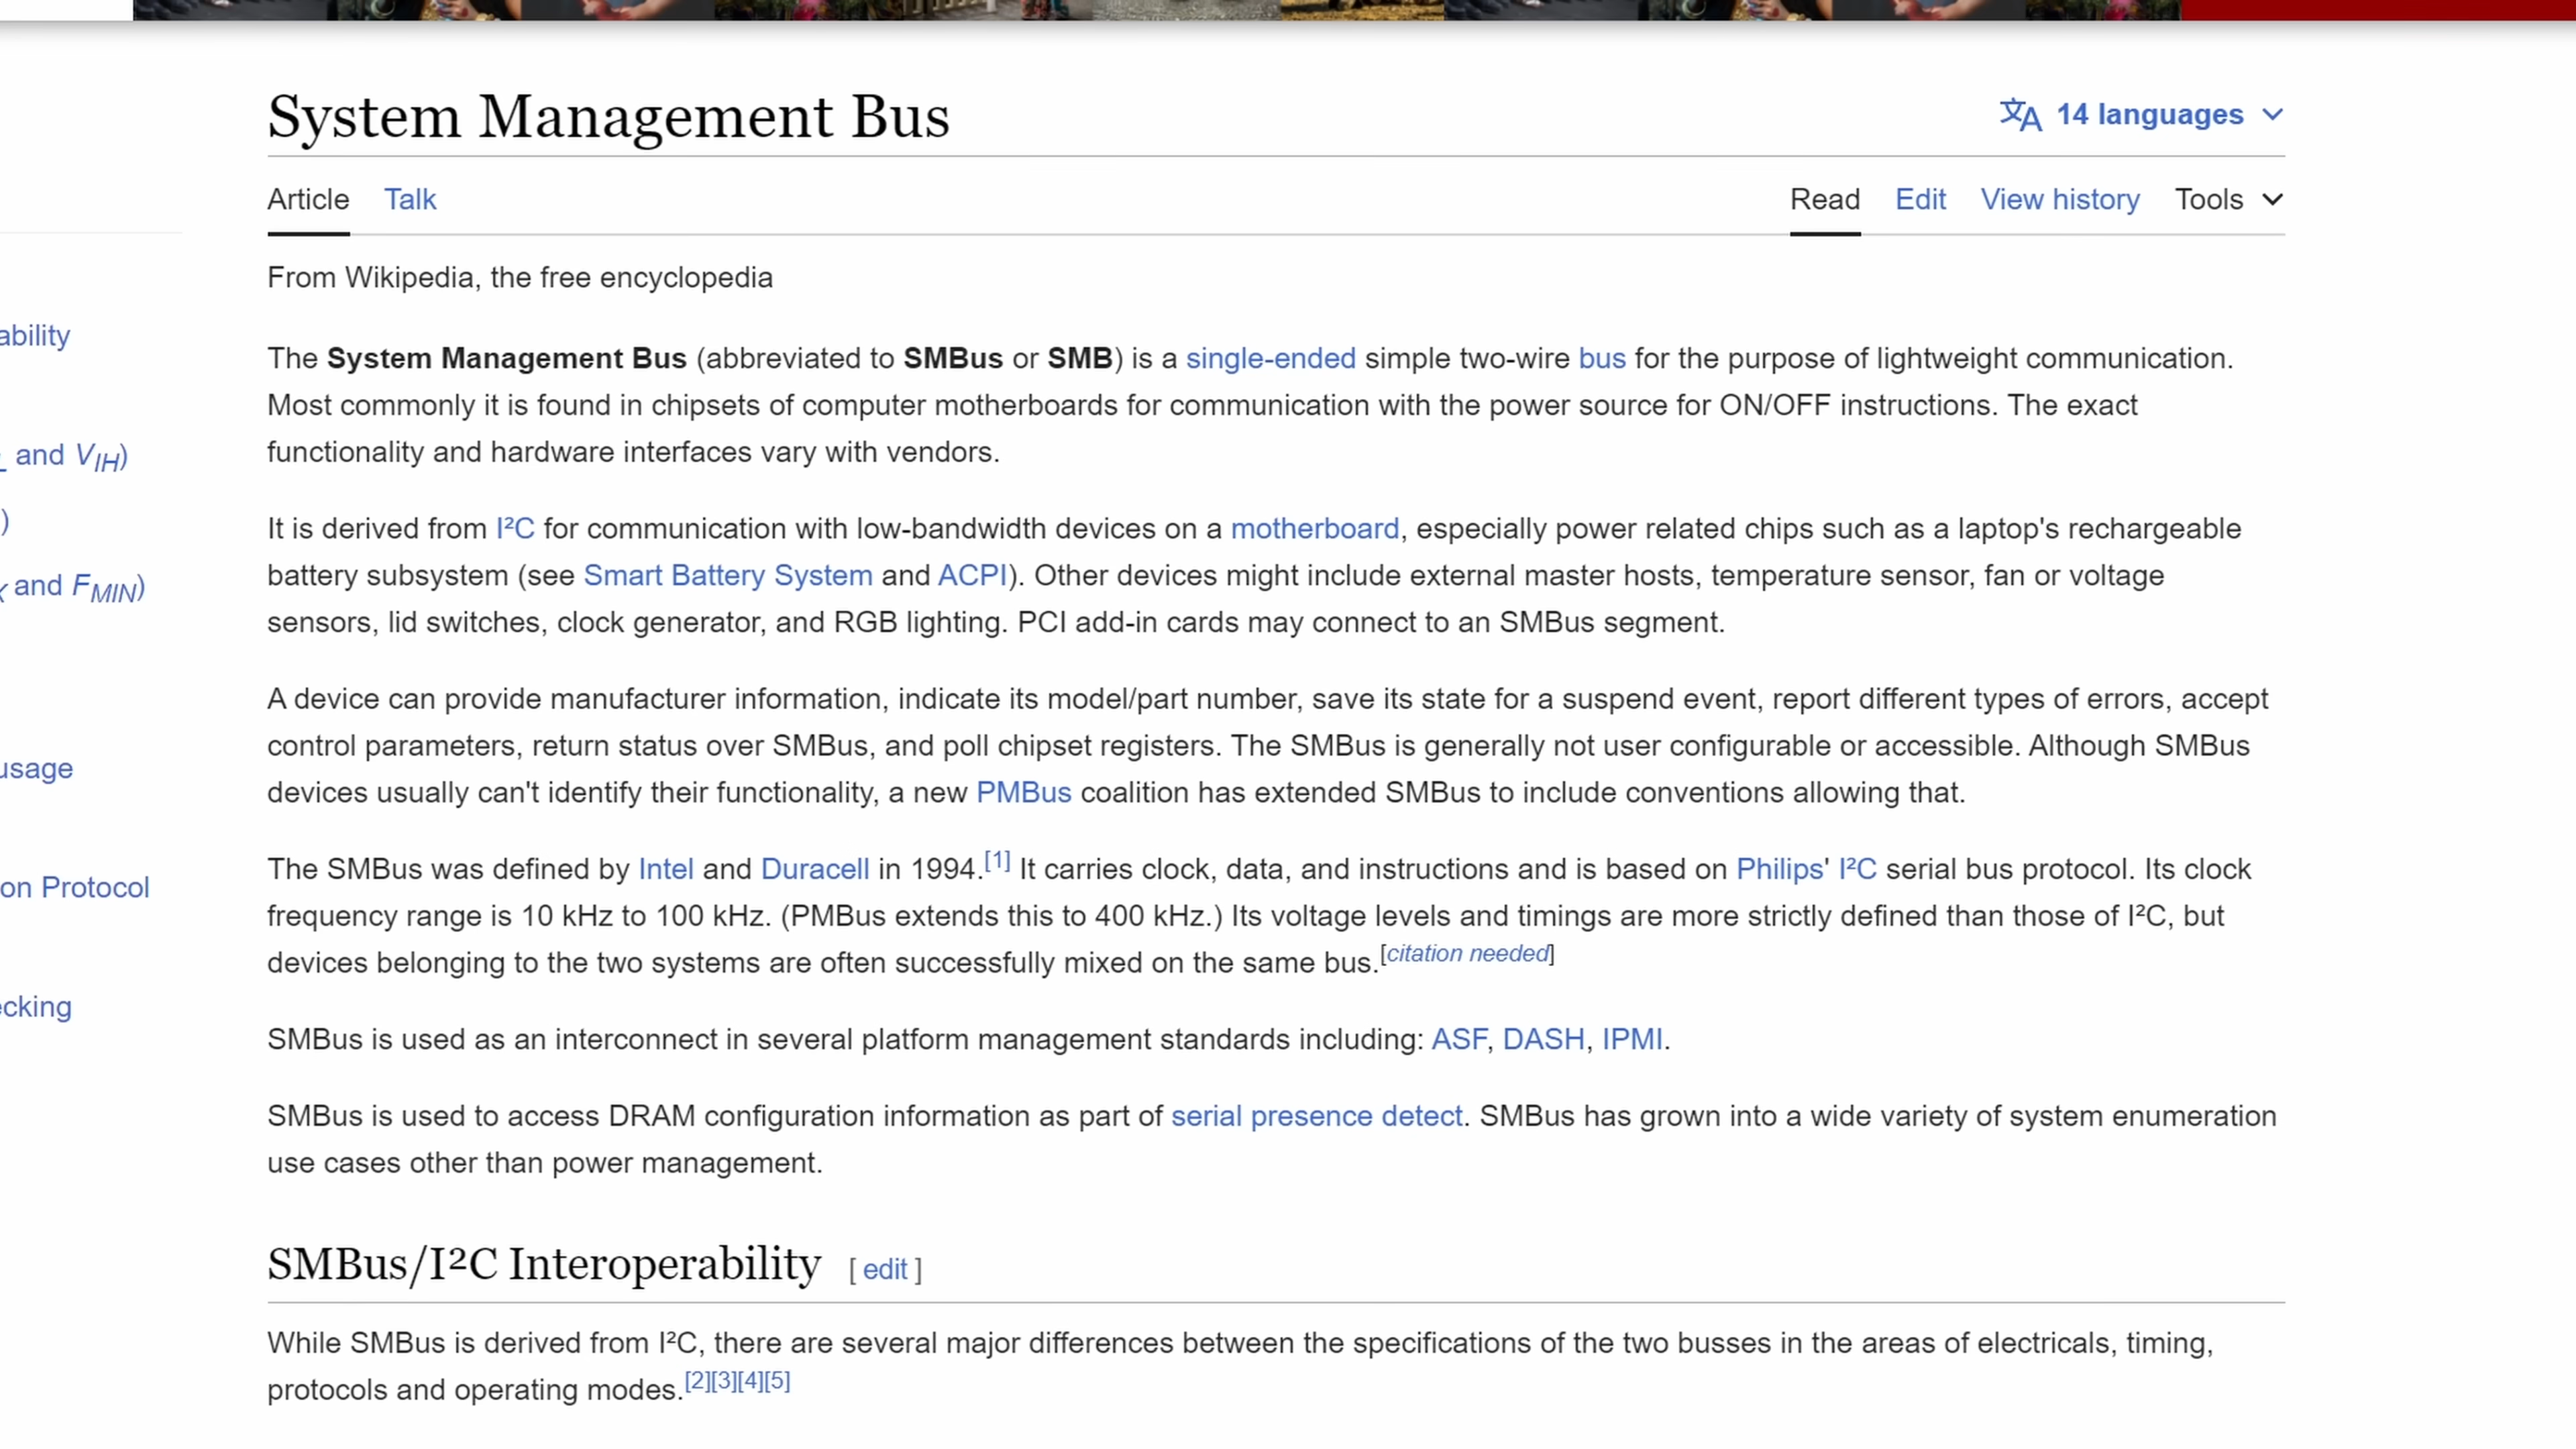 System Management Bus
14 languages
Article Talk
Read Edit View history Tools
From Wikipedia, the free encyclopedia
ability
and VIH)
)
and FMIN)
usage
on Protocol
ecking
The System Management Bus (abbreviated to SMBus or SMB) is a single-ended simple two-wire bus for the purpose of lightweight communication.
Most commonly it is found in chipsets of computer motherboards for communication with the power source for ON/OFF instructions. The exact
functionality and hardware interfaces vary with vendors.
It is derived from I²C for communication with low-bandwidth devices on a motherboard, especially power related chips such as a laptop's rechargeable
battery subsystem (see Smart Battery System and ACPI). Other devices might include external master hosts, temperature sensor, fan or voltage
sensors, lid switches, clock generator, and RGB lighting. PCI add-in cards may connect to an SMBus segment.
A device can provide manufacturer information, indicate its model/part number, save its state for a suspend event, report different types of errors, accept
control parameters, return status over SMBus, and poll chipset registers. The SMBus is generally not user configurable or accessible. Although SMBus
devices usually can't identify their functionality, a new PMBus coalition has extended SMBus to include conventions allowing that.
The SMBus was defined by Intel and Duracell in 1994.[1] It carries clock, data, and instructions and is based on Philips' I²C serial bus protocol. Its clock
frequency range is 10 kHz to 100 kHz. (PMBus extends this to 400 kHz.) Its voltage levels and timings are more strictly defined than those of I²C, but
devices belonging to the two systems are often successfully mixed on the same bus.[citation needed]
SMBus is used as an interconnect in several platform management standards including: ASF, DASH, IPMI.
SMBus is used to access DRAM configuration information as part of serial presence detect. SMBus has grown into a wide variety of system enumeration
use cases other than power management.
SMBus/I²C Interoperability [ edit ]
While SMBus is derived from I²C, there are several major differences between the specifications of the two busses in the areas of electricals, timing,
protocols and operating modes.[2][3][4][5]